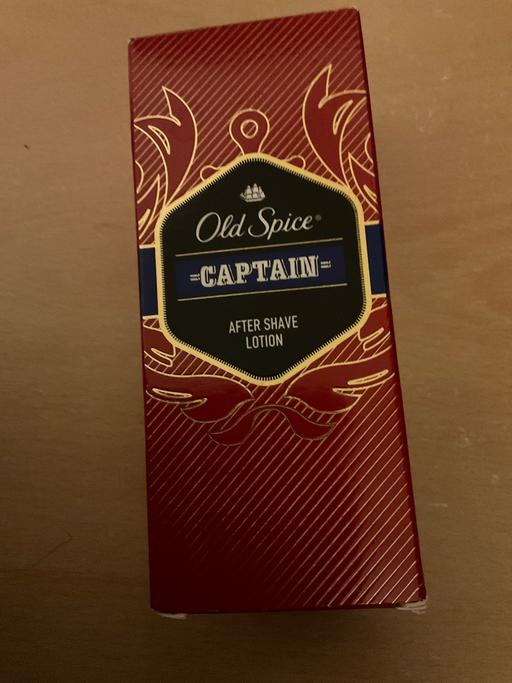 Old Spice®
CAPTAIN
AFTER SHAVE
LOTION